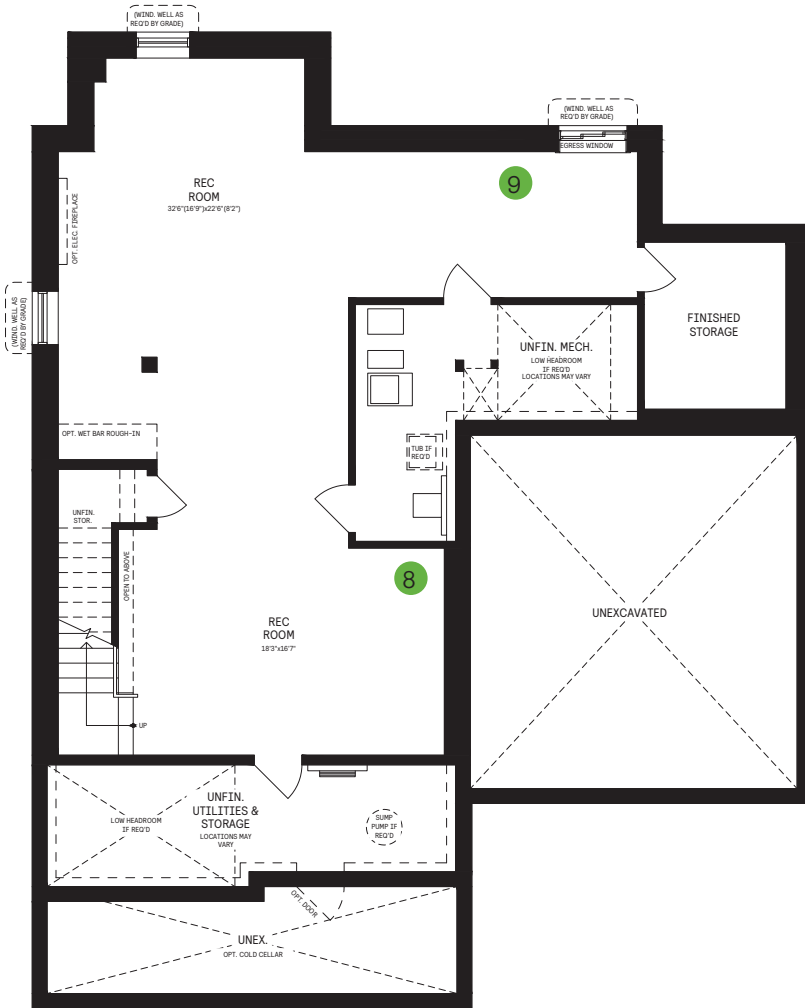 (WIND. WELL AS
REQ'D BY GRADE)
(WIND. WELL AS
REQ'D BY GRADE)
EGRESS WINDOW
REC
ROOM
32'6"(16'9")x22'6"(8'2")
9
OPT. ELEC. FIREPLACE
(WIND. WELL AS
REQ'D BY GRADE)
FINISHED
STORAGE
UNFIN. MECH.
LOW HEADROOM
IF REQ'D
LOCATIONS MAY VARY
OPT. WET BAR ROUGH-IN
TUB IF
REQ'D
UNFIN.
STOR.
OPEN TO ABOVE
8
UNEXCAVATED
REC
ROOM
18'3"x16'7"
UP
UNFIN.
UTILITIES &
STORAGE
LOCATIONS MAY
VARY
LOW HEADROOM
IF REQ'D
SUMP
PUMP IF
REQ'D
OPT. DOOR
UNEX.
OPT. COLD CELLAR